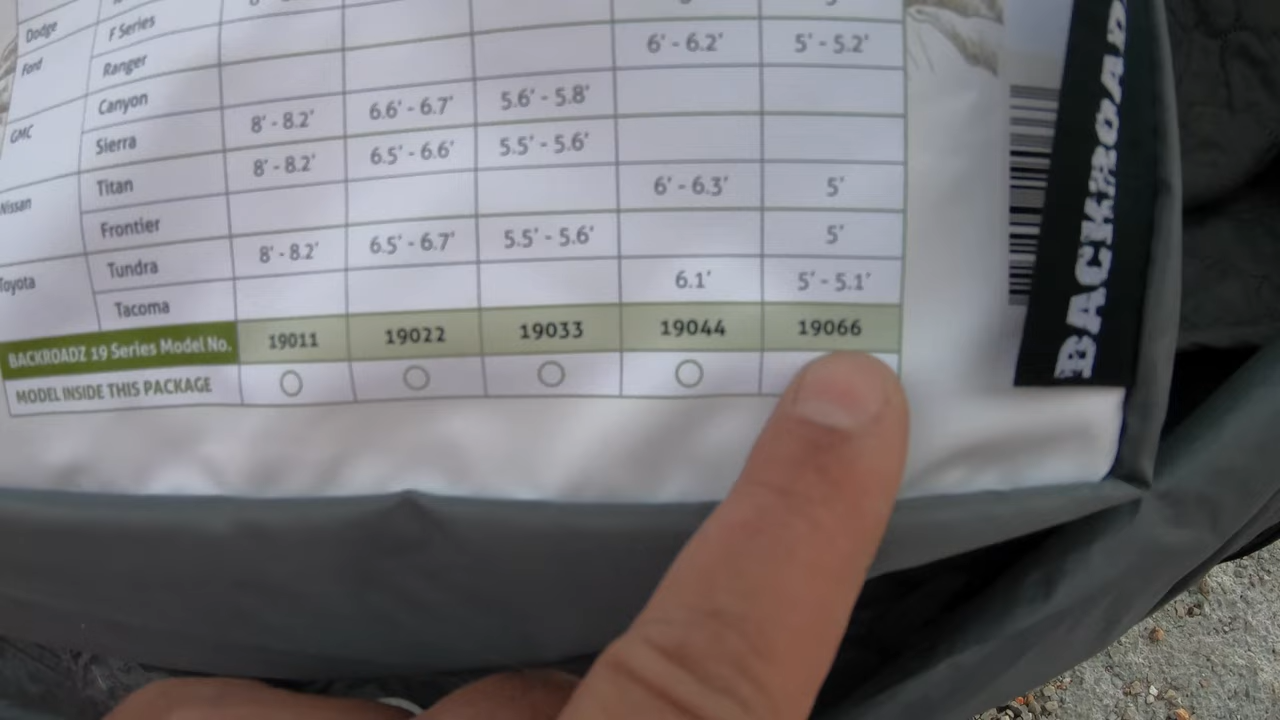 Dodge
F Series
Ford Ranger
Canyon 6' - 6.2' 5' - 5.2'
GMC Sierra 8' - 8.2' 6.6' - 6.7' 5.6' - 5.8'
Titan 8' - 8.2' 6.5' - 6.6' 5.5' - 5.6'
Nissan Frontier 6' - 6.3' 5'
Tundra 8' - 8.2' 6.5' - 6.7' 5.5' - 5.6' 5'
Toyota Tacoma 6.1' 5' - 5.1'
BACKROADZ 19 Series Model No. 19011 19022 19033 19044 19066
MODEL INSIDE THIS PACKAGE
BACKROAD